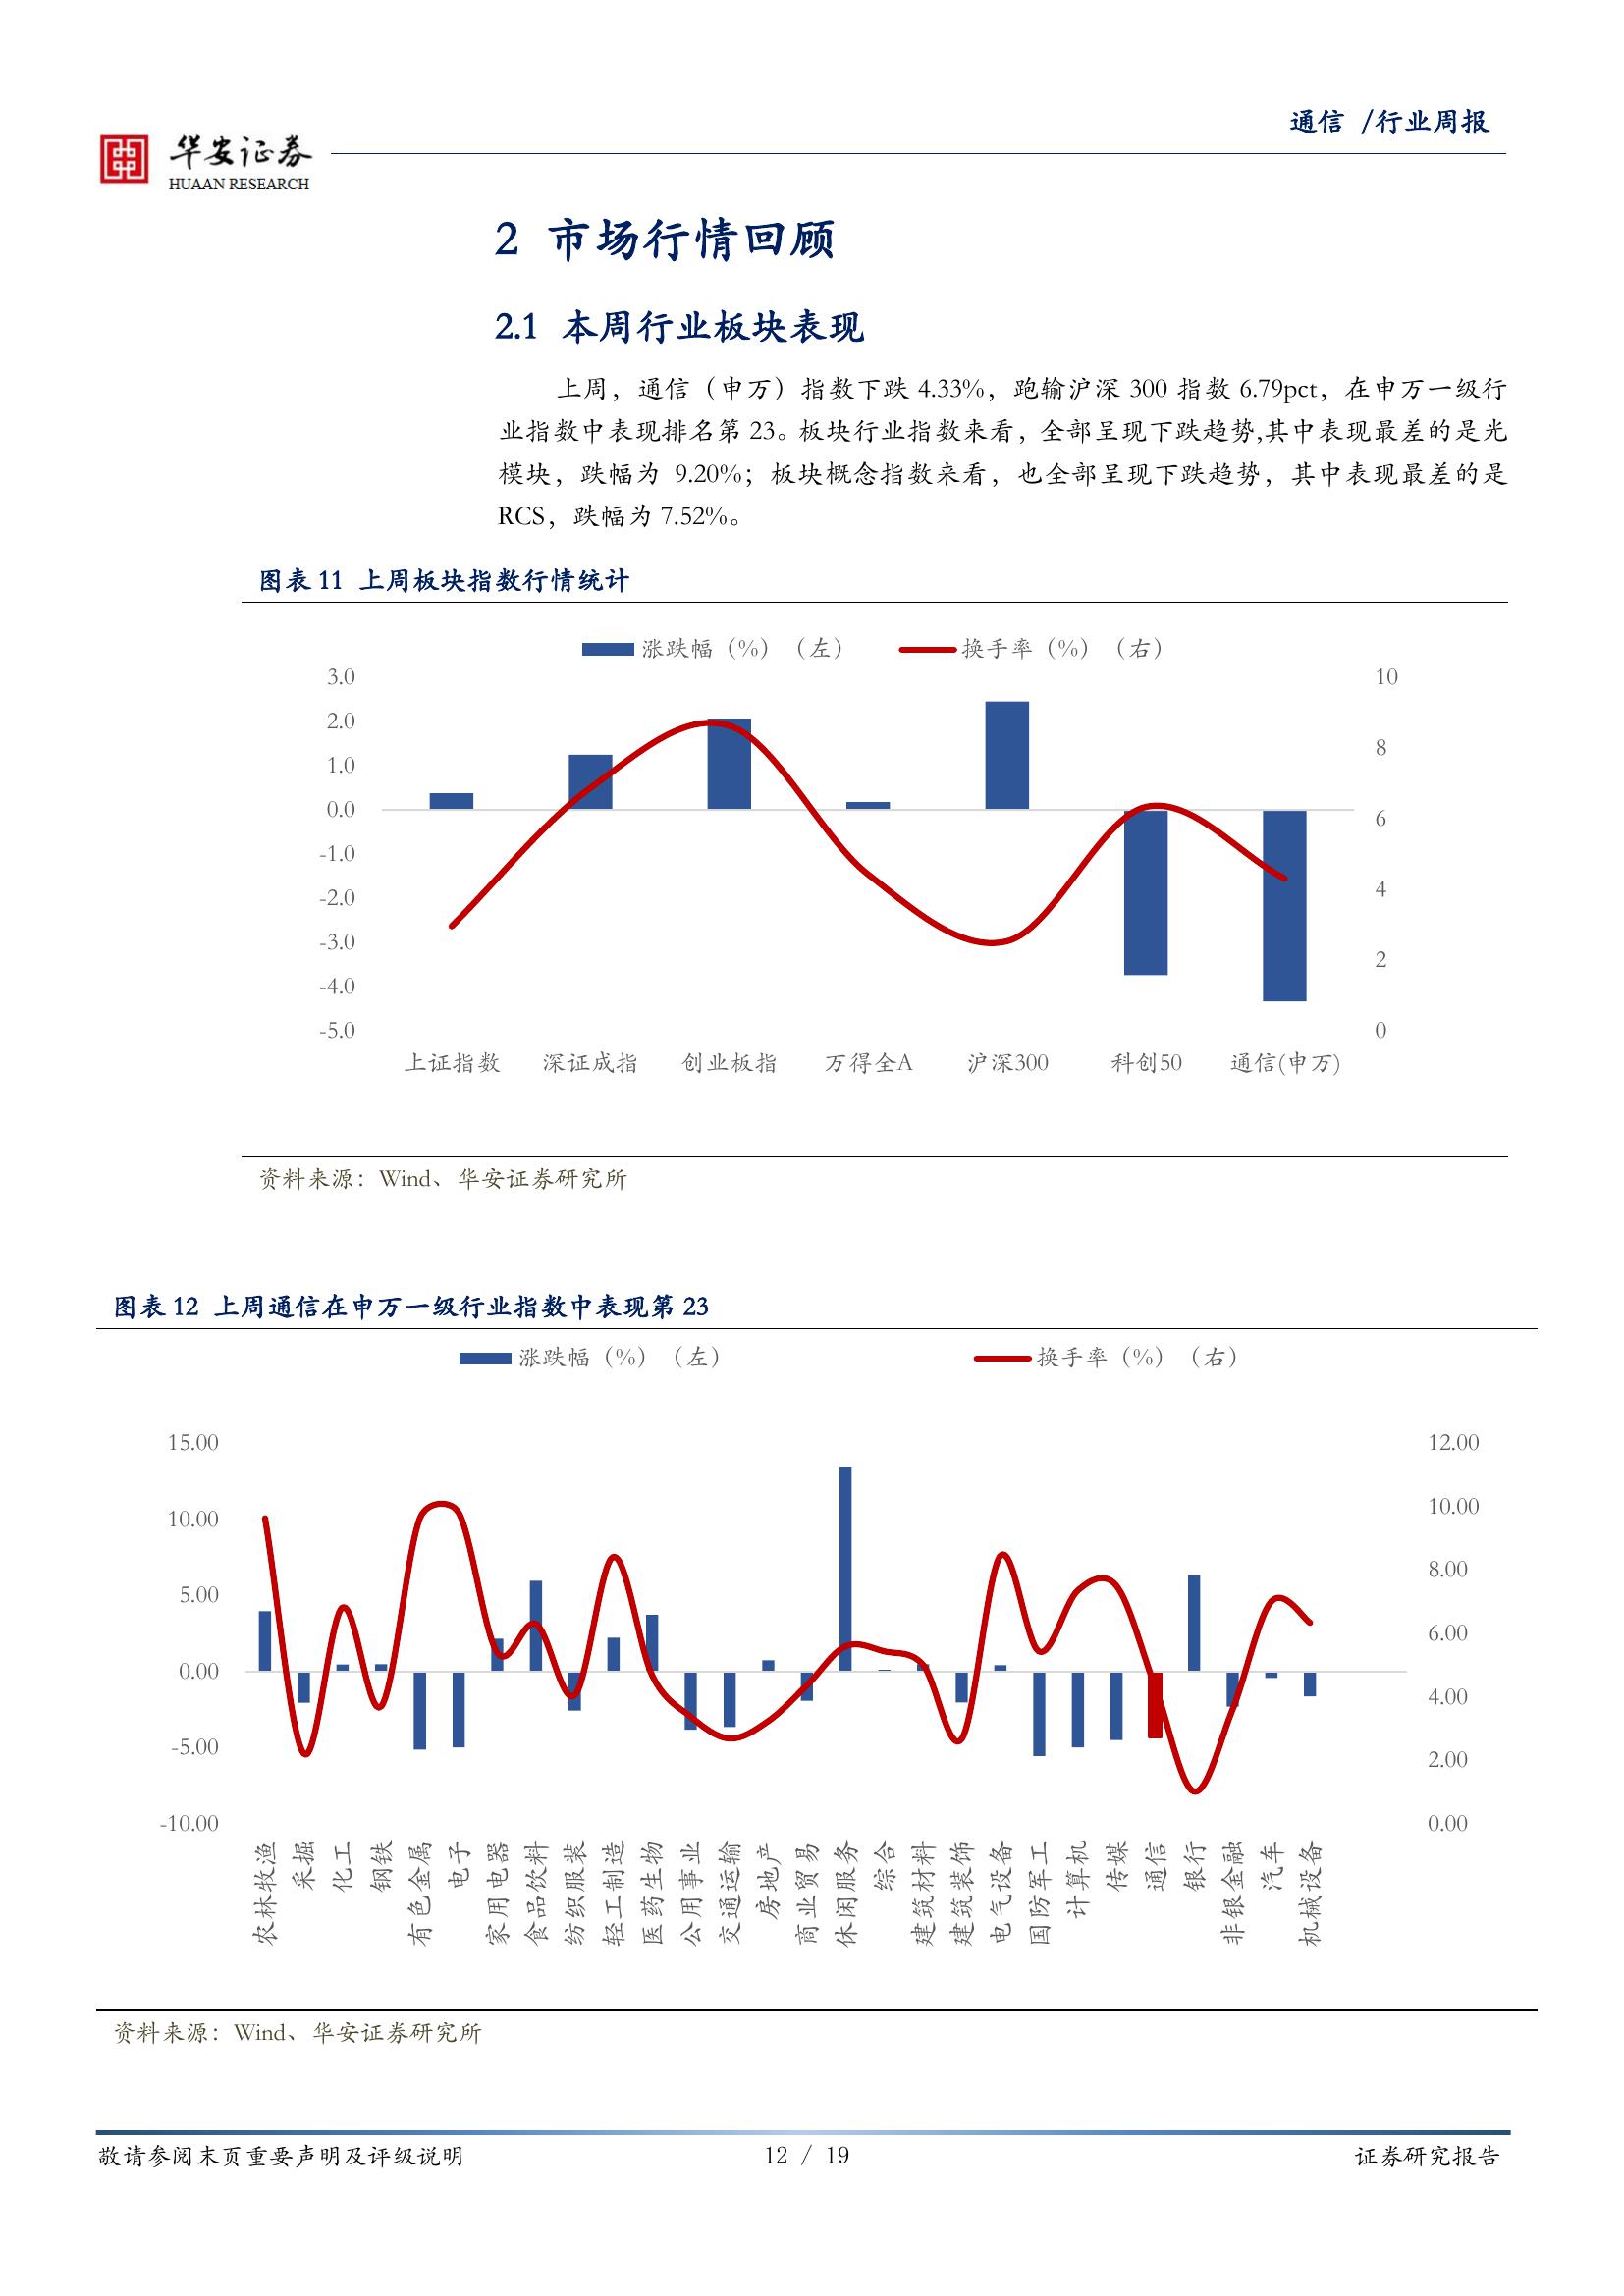 通信 /行业周报
华安证券
HUAAN RESEARCH
2 市场行情回顾
2.1 本周行业板块表现
上周，通信（申万）指数下跌 4.33%，跑输沪深 300 指数 6.79pct，在申万一级行
业指数中表现排名第 23。板块行业指数来看，全部呈现下跌趋势,其中表现最差的是光
模块，跌幅为 9.20%；板块概念指数来看，也全部呈现下跌趋势，其中表现最差的是
RCS，跌幅为 7.52%。
图表 11 上周板块指数行情统计
涨跌幅（%）（左） 换手率（%）（右）
3.0
2.0
1.0
0.0
-1.0
-2.0
-3.0
-4.0
-5.0
10
8
6
4
2
0
上证指数 深证成指 创业板指 万得全A 沪深300 科创50 通信(申万)
资料来源：Wind、华安证券研究所
图表 12 上周通信在申万一级行业指数中表现第 23
涨跌幅（%）（左） 换手率（%）（右）
15.00
10.00
5.00
0.00
-5.00
-10.00
12.00
10.00
8.00
6.00
4.00
2.00
0.00
农林牧渔
采掘
化工
钢铁
有色金属
电子
家用电器
食品饮料
纺织服装
轻工制造
医药生物
公用事业
交通运输
房地产
商业贸易
休闲服务
综合
建筑材料
建筑装饰
电气设备
国防军工
计算机
传媒
通信
银行
非银金融
汽车
机械设备
资料来源：Wind、华安证券研究所
敬请参阅末页重要声明及评级说明 12 / 19 证券研究报告